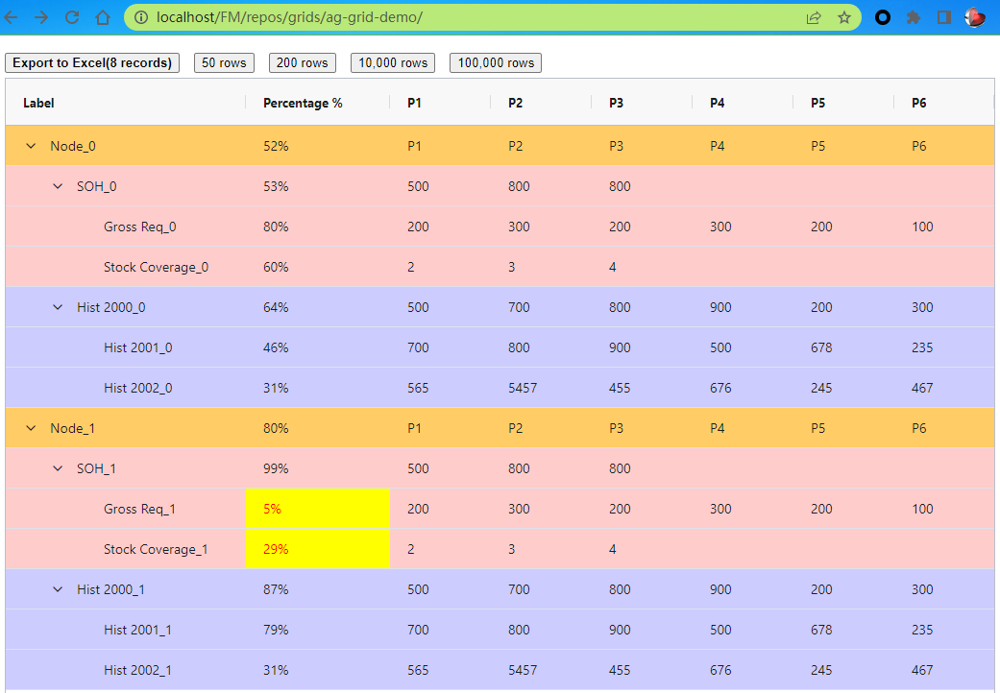 localhost/FM/repos/grids/ag-grid-demo/
Export to Excel(8 records) 50 rows 200 rows 10,000 rows 100,000 rows
Label Percentage % P1 P2 P3 P4 P5 P6
Node_0 52% P1 P2 P3 P4 P5 P6
SOH_0 53% 500 800 800
Gross Req_0 80% 200 300 200 300 200 100
Stock Coverage_0 60% 2 3 4
Hist 2000_0 64% 500 700 800 900 200 300
Hist 2001_0 46% 700 800 900 500 678 235
Hist 2002_0 31% 565 5457 455 676 245 467
Node_1 80% P1 P2 P3 P4 P5 P6
SOH_1 99% 500 800 800
Gross Req_1 5% 200 300 200 300 200 100
Stock Coverage_1 29% 2 3 4
Hist 2000_1 87% 500 700 800 900 200 300
Hist 2001_1 79% 700 800 900 500 678 235
Hist 2002_1 31% 565 5457 455 676 245 467